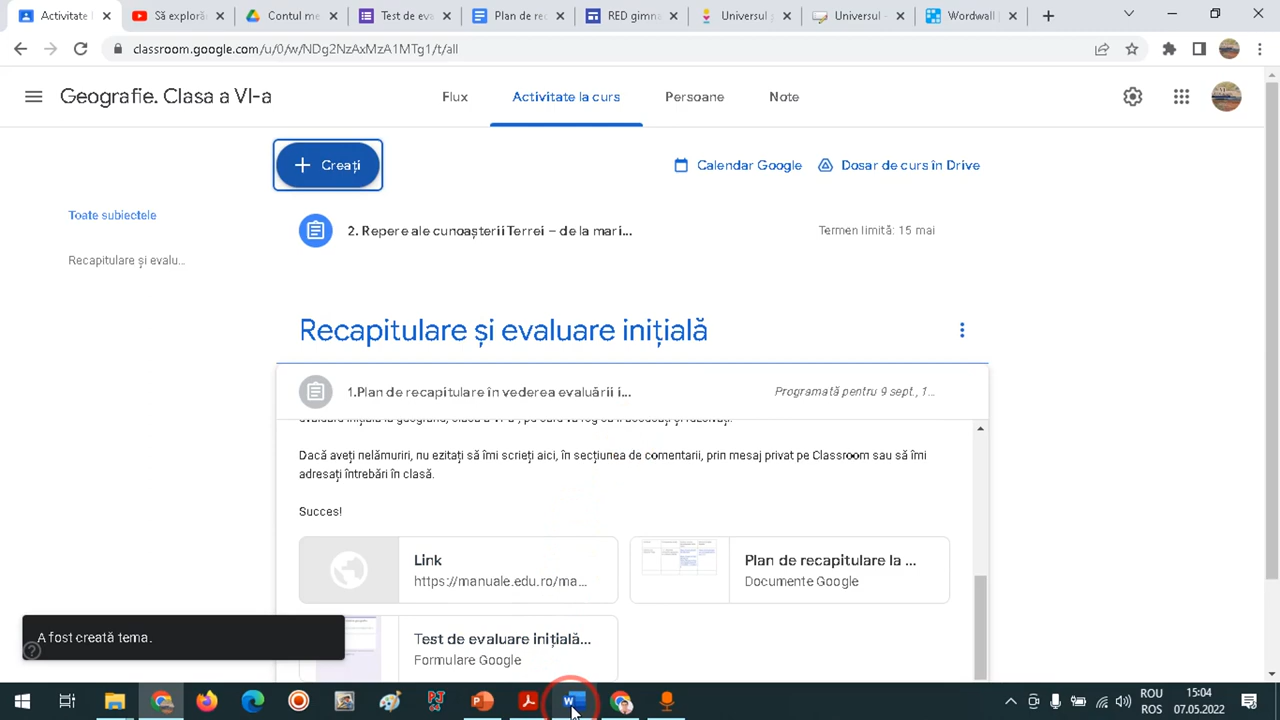 Activitate l
Să explora
Contul me
Test de eva
Plan de rec
RED gimna
Universul ș
Universul -
Wordwall |
classroom.google.com/u/0/w/NDg2NzAxMzA1MTg1/t/all
Geografie. Clasa a VI-a
Flux
Activitate la curs
Persoane
Note
Creați
Calendar Google
Dosar de curs în Drive
Toate subiectele
Recapitulare și evalu...
2. Repere ale cunoașterii Terrei – de la mari...
Termen limită: 15 mai
Recapitulare și evaluare inițială
1.Plan de recapitulare în vederea evaluării i...
Programată pentru 9 sept., 1...
Dacă aveți nelămuriri, nu ezitați să îmi scrieți aici, în secțiunea de comentarii, prin mesaj privat pe Classroom sau să îmi
adresați întrebări în clasă.
Succes!
Link
https://manuale.edu.ro/ma...
Plan de recapitulare la ...
Documente Google
A fost creată tema.
Test de evaluare inițială...
Formulare Google
ROU
ROS
15:04
07.05.2022